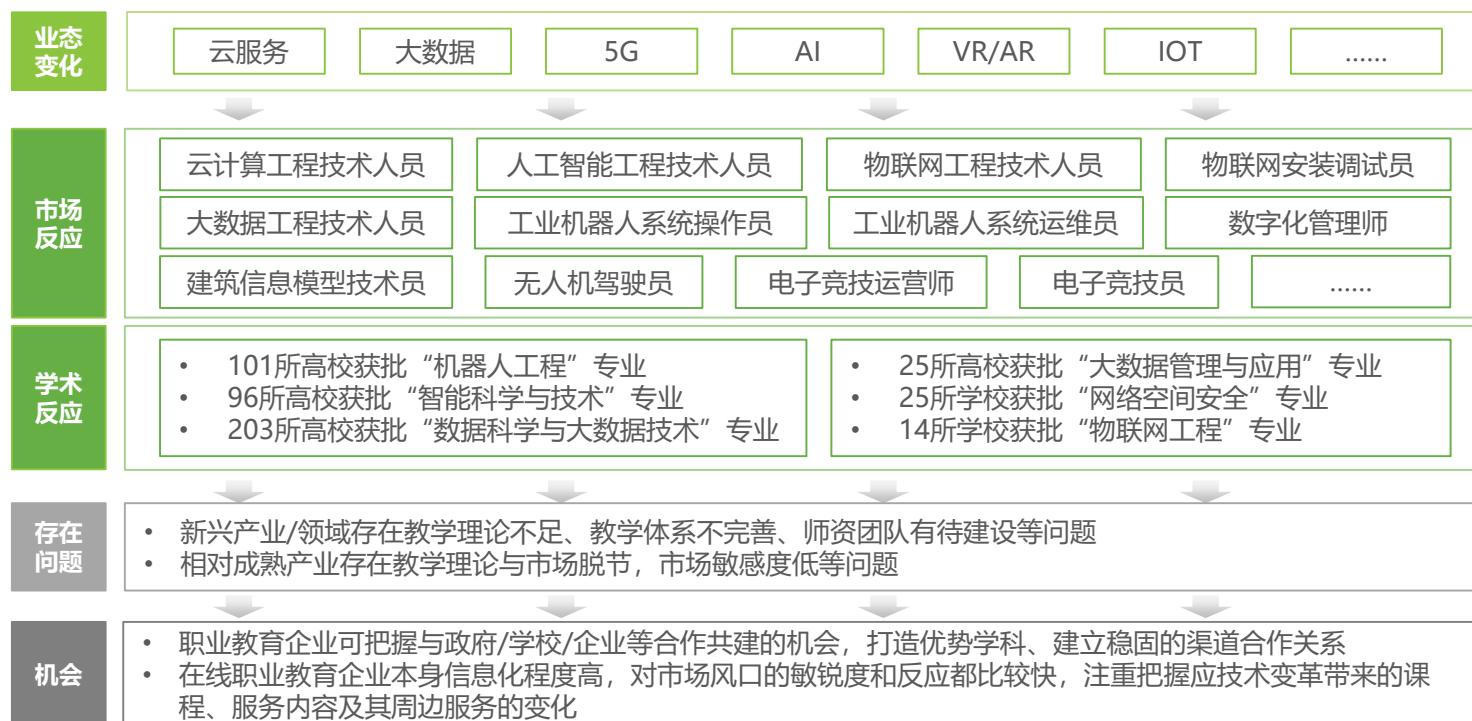 业态
变化
云服务 大数据 5G AI VR/AR IOT ......
市场
反应
云计算工程技术人员 人工智能工程技术人员 物联网工程技术人员 物联网安装调试员
大数据工程技术人员 工业机器人系统操作员 工业机器人系统运维员 数字化管理师
建筑信息模型技术员 无人机驾驶员 电子竞技运营师 电子竞技员 ......
学术
反应
• 101所高校获批“机器人工程”专业
• 96所高校获批“智能科学与技术”专业
• 203所高校获批“数据科学与大数据技术”专业
• 25所高校获批“大数据管理与应用”专业
• 25所学校获批“网络空间安全”专业
• 14所学校获批“物联网工程”专业
存在
问题
• 新兴产业/领域存在教学理论不足、教学体系不完善、师资团队有待建设等问题
• 相对成熟产业存在教学理论与市场脱节，市场敏感度低等问题
机会
• 职业教育企业可把握与政府/学校/企业等合作共建的机会，打造优势学科、建立稳固的渠道合作关系
• 在线职业教育企业本身信息化程度高，对市场风口的敏锐度和反应都比较快，注重把握应技术变革带来的课
程、服务内容及其周边服务的变化